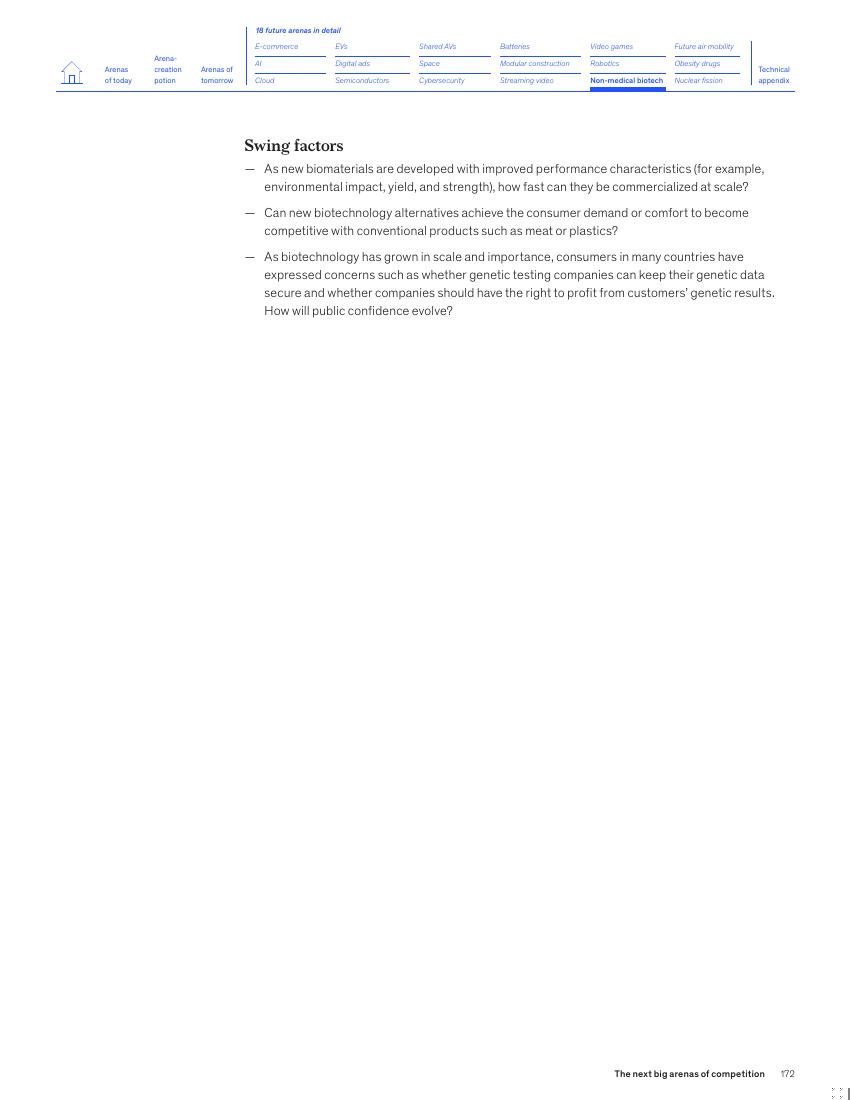 18 future arenas in detail
E-commerce EVs Shared AVs Batteries Video games Future air mobility
Arena-
creation
potion
Arenas
of today
Arenas of
tomorrow
AI Digital ads Space Modular construction Robotics Obesity drugs
Cloud Semiconductors Cybersecurity Streaming video Non-medical biotech Nuclear fission
Technical
appendix
Swing factors
— As new biomaterials are developed with improved performance characteristics (for example,
environmental impact, yield, and strength), how fast can they be commercialized at scale?
— Can new biotechnology alternatives achieve the consumer demand or comfort to become
competitive with conventional products such as meat or plastics?
— As biotechnology has grown in scale and importance, consumers in many countries have
expressed concerns such as whether genetic testing companies can keep their genetic data
secure and whether companies should have the right to profit from customers’ genetic results.
How will public confidence evolve?
The next big arenas of competition 172